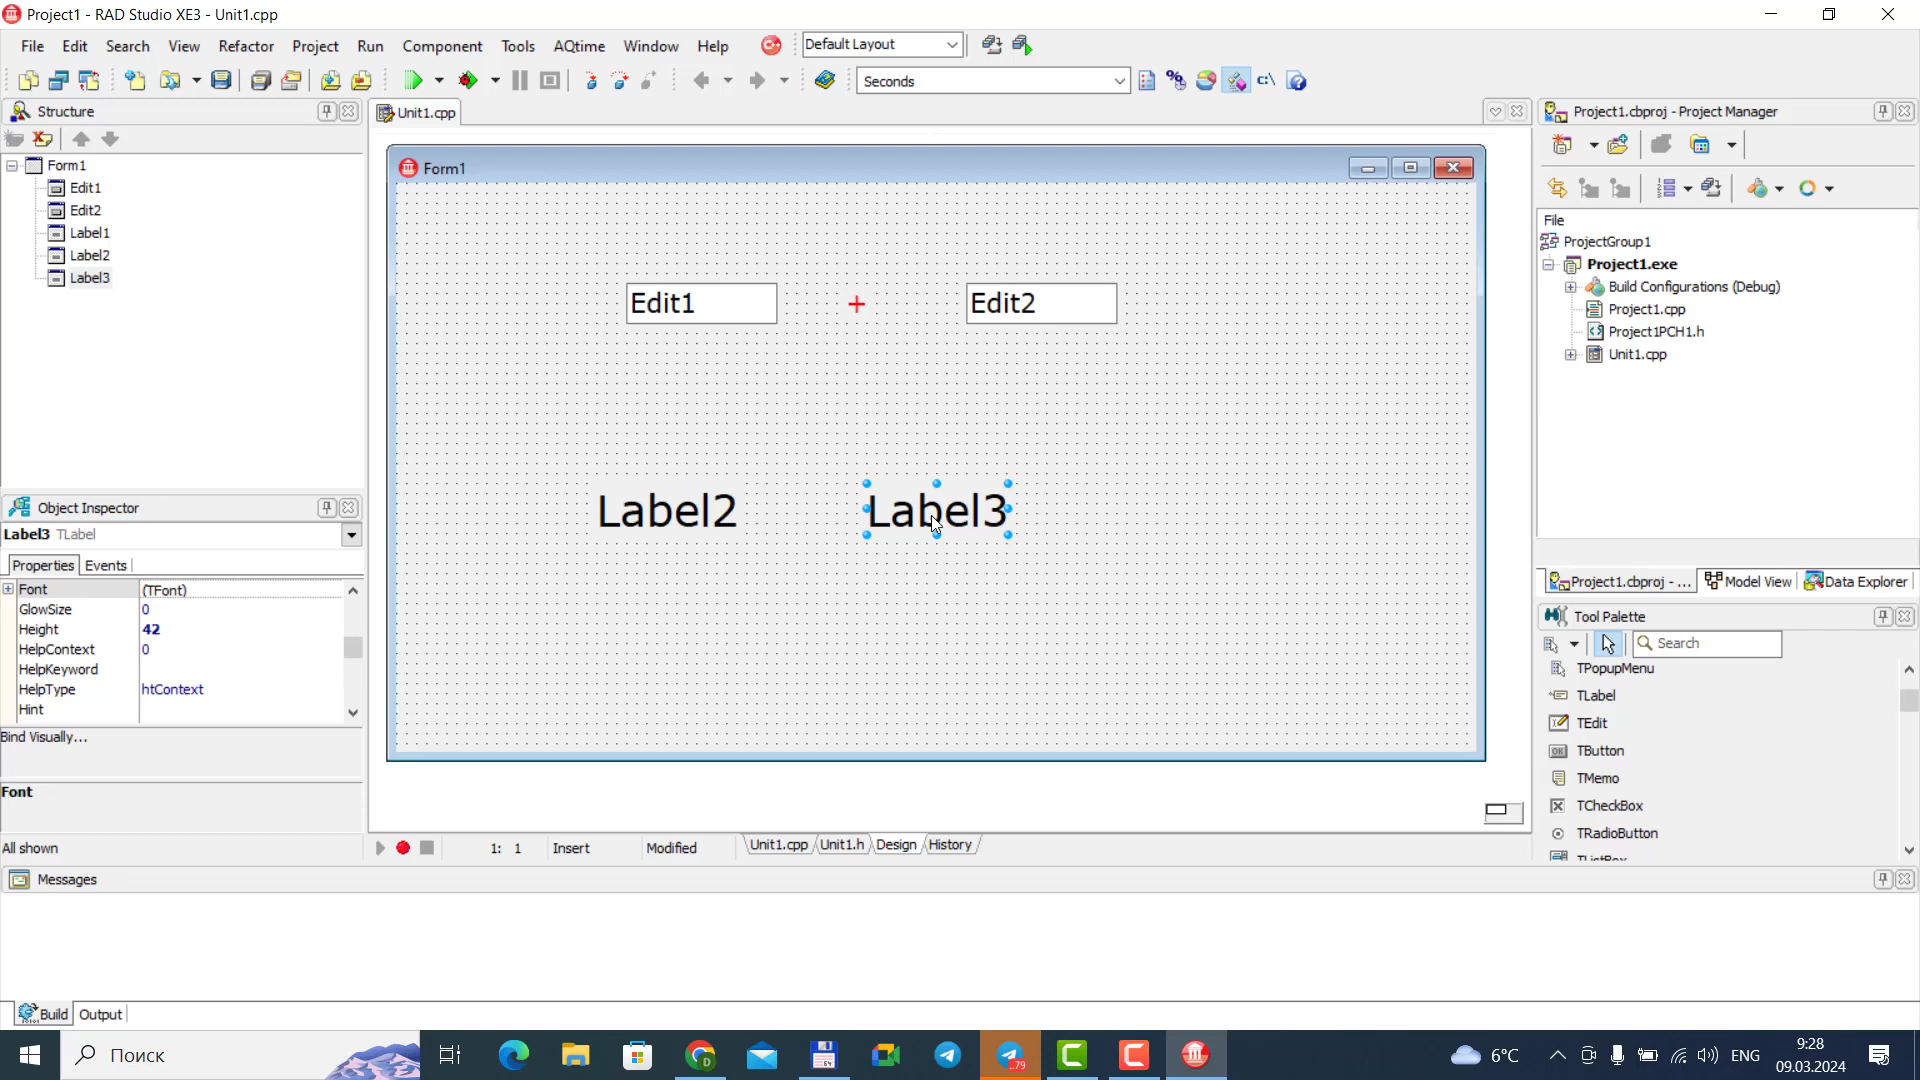 Project1 - RAD Studio XE3 - Unit1.cpp
File Edit Search View Refactor Project Run Component Tools AQtime Window Help
Default Layout
Seconds
C:\
Structure
Unit1.cpp
Project1.cbproj - Project Manager
Form1
Edit1
Edit2
Label1
Label2
Label3
Form1
Edit1
+
Edit2
Label2
Label3
File
ProjectGroup1
Project1.exe
Build Configurations (Debug)
Project1.cpp
Project1PCH1.h
Unit1.cpp
Object Inspector
Label3 TLabel
Properties Events
Font (TFont)
GlowSize 0
Height 42
HelpContext 0
HelpKeyword
HelpType htContext
Hint
Bind Visually...
Font
All shown
Project1.cbproj - ... Model View Data Explorer
Tool Palette
Search
TPopupMenu
TLabel
TEdit
TButton
TMemo
TCheckBox
TRadioButton
TListBox
1: 1 Insert Modified Unit1.cpp Unit1.h Design History
Messages
Build Output
Поиск
79
6°C
ENG
9:28
09.03.2024